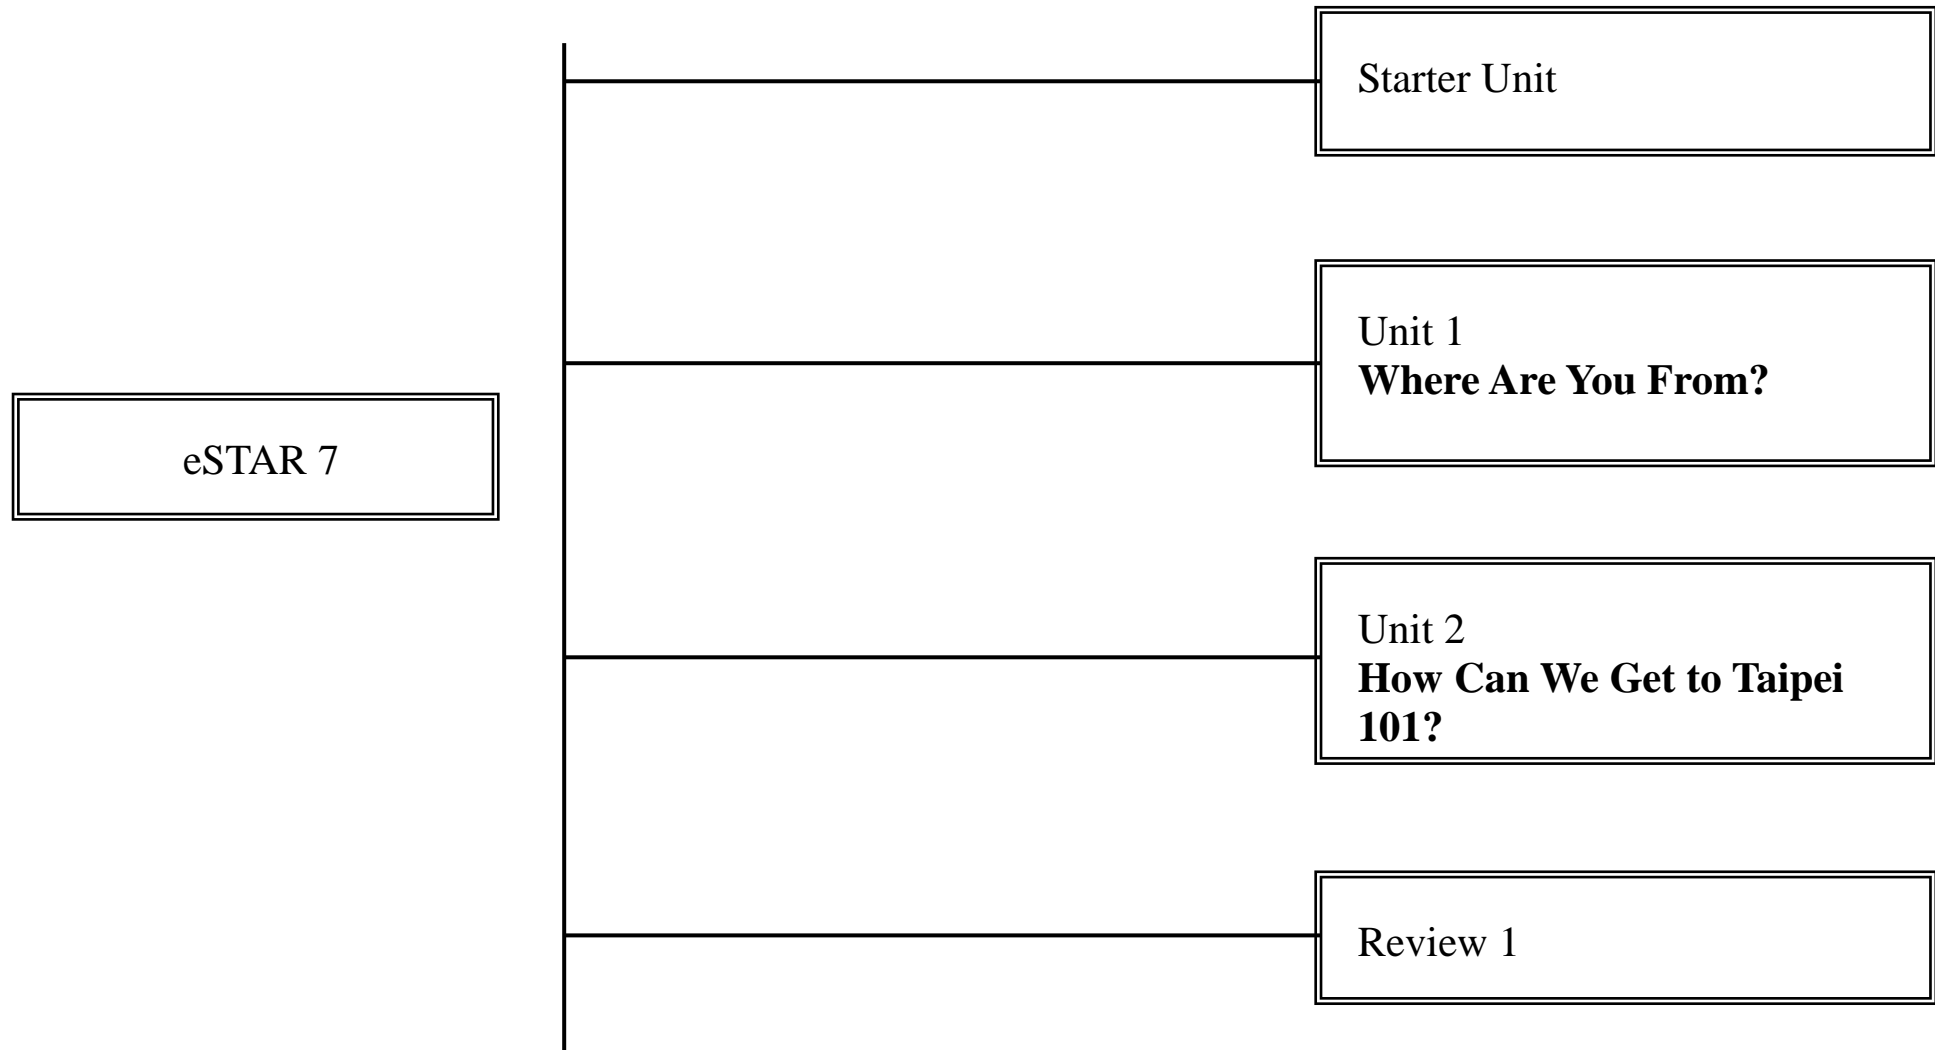 Starter Unit
Unit 1
Where Are You From?
eSTAR 7
Unit 2
How Can We Get to Taipei
101?
Review 1